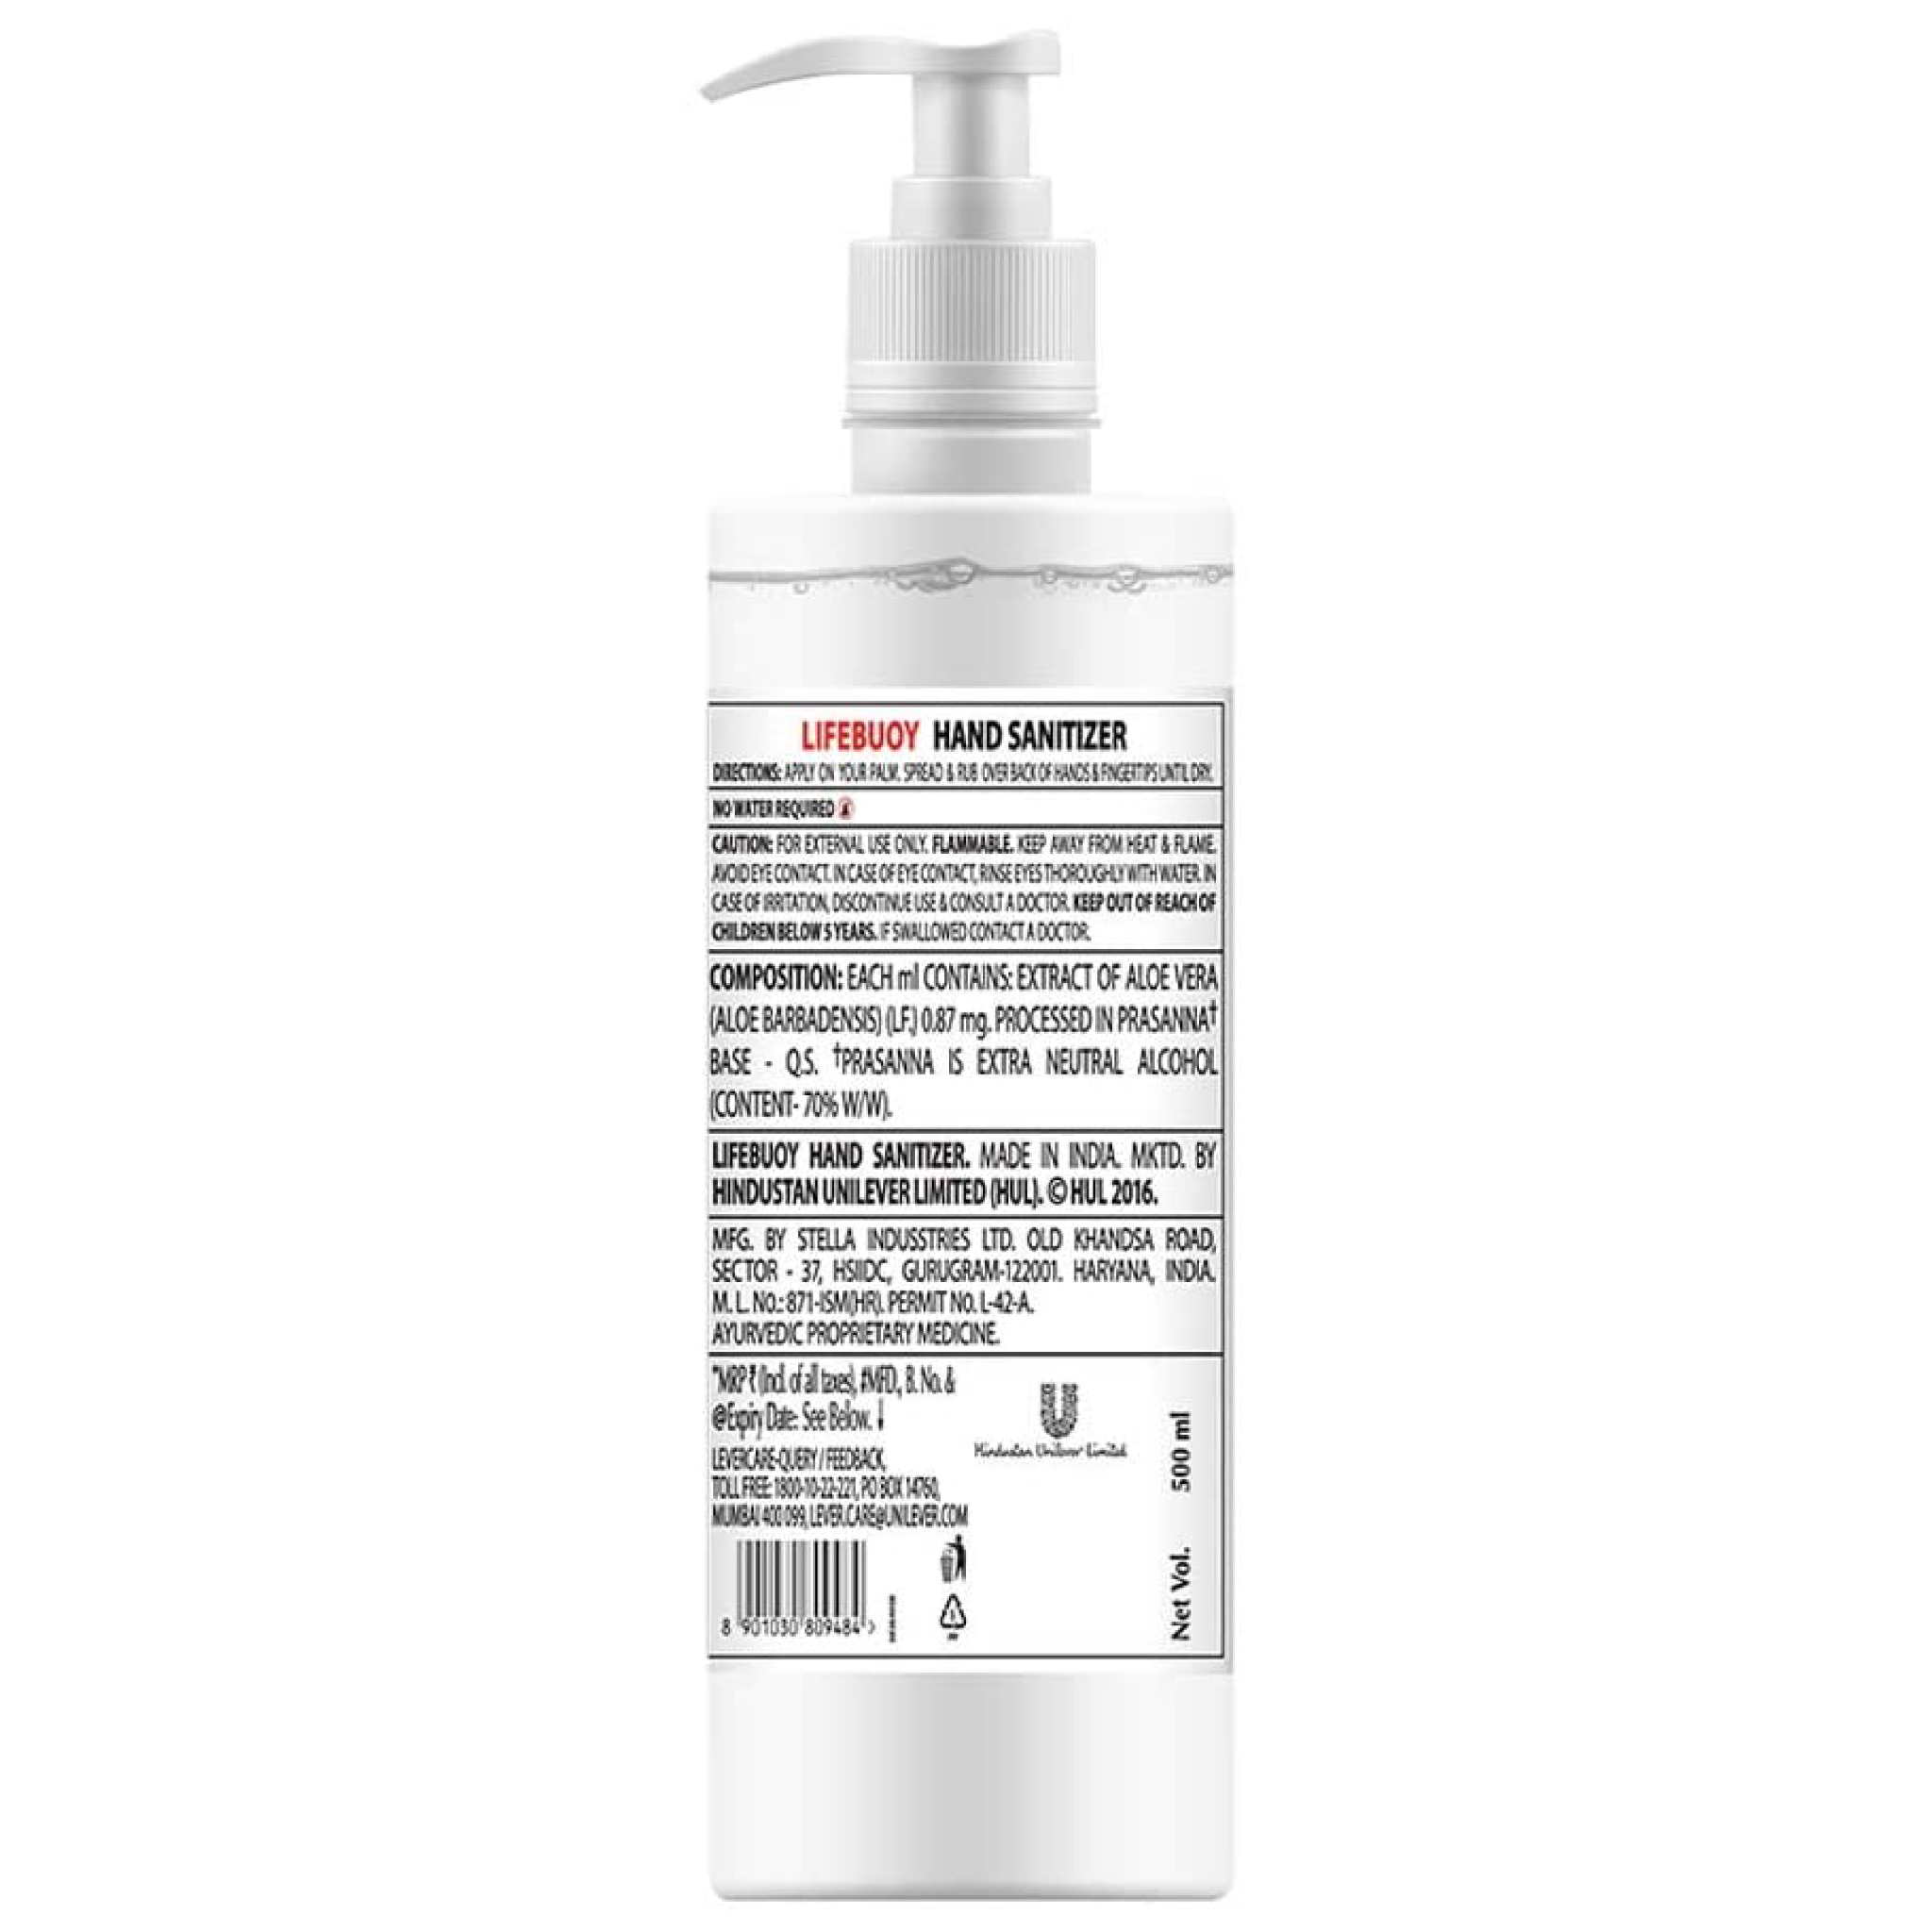 LIFEBUOY HAND SANITIZER
DIRECTIONS: APPLY ON YOUR PALM, SPREAD & RUB OVER BACK OF HANDS & FINGERTIPS UNTIL DRY.
NO WATER REQUIRED
CAUTION: FOR EXTERNAL USE ONLY. FLAMMABLE. KEEP AWAY FROM HEAT & FLAME.
AVOID EYE CONTACT. IN CASE OF EYE CONTACT, RINSE EYES THOROUGHLY WITH WATER. IN
CASE OF IRRITATION, DISCONTINUE USE & CONSULT A DOCTOR. KEEP OUT OF REACH OF
CHILDREN BELOW 5 YEARS. IF SWALLOWED CONTACT A DOCTOR.
COMPOSITION: EACH ml CONTAINS: EXTRACT OF ALOE VERA
(ALOE BARBADENSIS) (LF.) 0.87 mg. PROCESSED IN PRASANNA†
BASE - Q.S. †PRASANNA IS EXTRA NEUTRAL ALCOHOL
(CONTENT- 70% W/W).
LIFEBUOY HAND SANITIZER. MADE IN INDIA. MKTD. BY
HINDUSTAN UNILEVER LIMITED (HUL). © HUL 2016.
MFG. BY STELLA INDUSSTRIES LTD. OLD KHANDSA ROAD,
SECTOR - 37, HSIIDC, GURUGRAM-122001. HARYANA, INDIA.
M. L. NO.: 871-ISM(HR). PERMIT NO. L-42-A.
AYURVEDIC PROPRIETARY MEDICINE.
*MRP ₹ (Incl. of all taxes), #MFD., B. No. &
@Expiry Date: See Below. ↓
LEVERCARE-QUERY / FEEDBACK,
TOLL FREE: 1800-10-22-221, PO BOX 14760,
MUMBAI 400 099, LEVER.CARE@UNILEVER.COM
Hindustan Unilever Limited
Net Vol. 500 ml
8 901030 809484 >